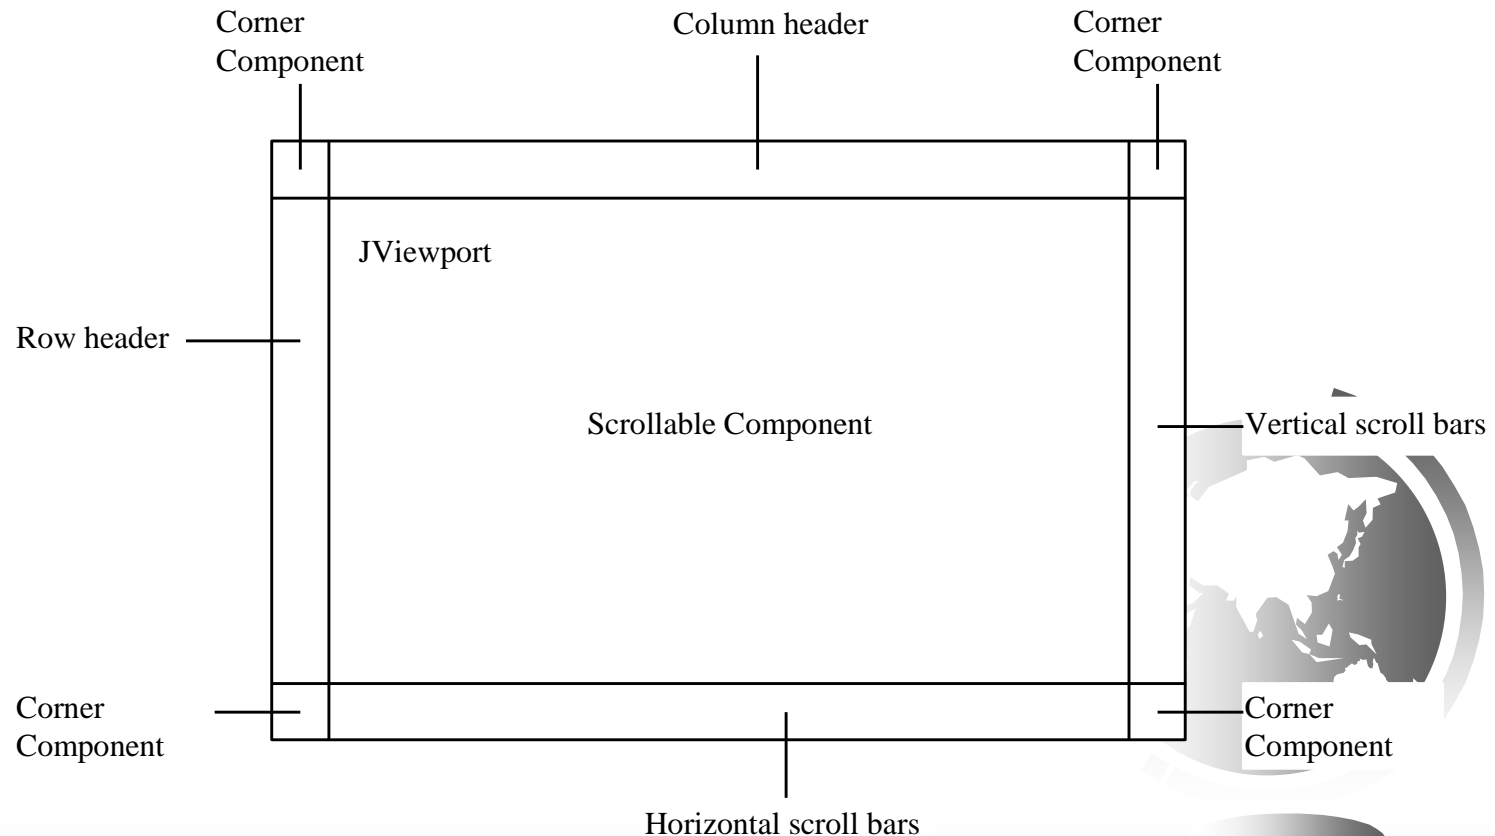 Corner
Component
Column header
Corner
Component
JViewport
Row header
Scrollable Component
Vertical scroll bars
Corner
Component
Corner
Component
Horizontal scroll bars